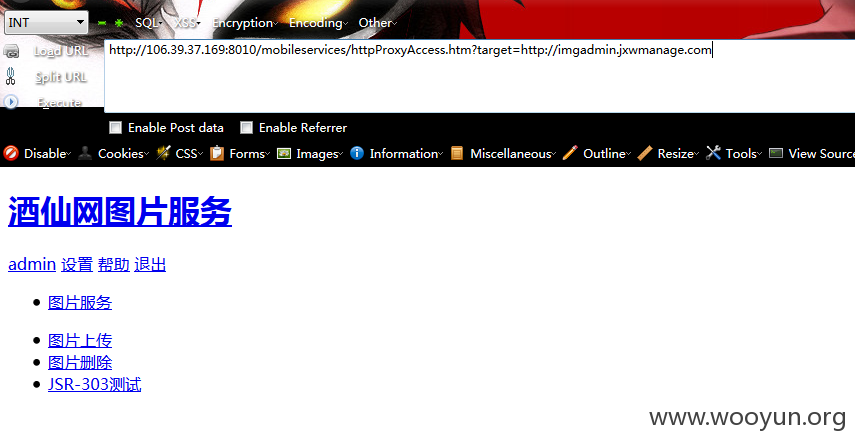 INT SQL XSS Encryption Encoding Other
Load URL http://106.39.37.169:8010/mobileservices/httpProxyAccess.htm?target=http://imgadmin.jxwmanage.com
Split URL
Execute
Enable Post data Enable Referrer
Disable Cookies CSS Forms Images Information Miscellaneous Outline Resize Tools View Source
酒仙网图片服务
admin 设置 帮助 退出
图片服务
图片上传
图片删除
JSR-303测试
www.wooyun.org